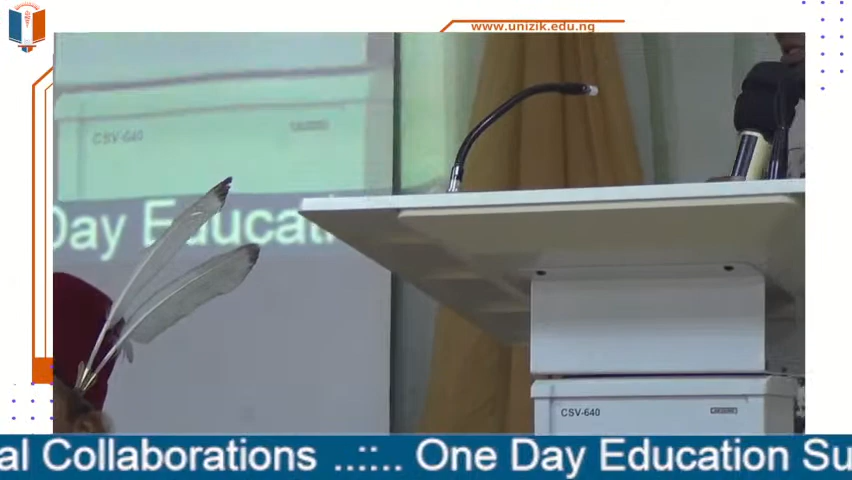 www.unizik.edu.ng
CSV-640
Day Educati
CSV-640
al Collaborations ..::.. One Day Education Su